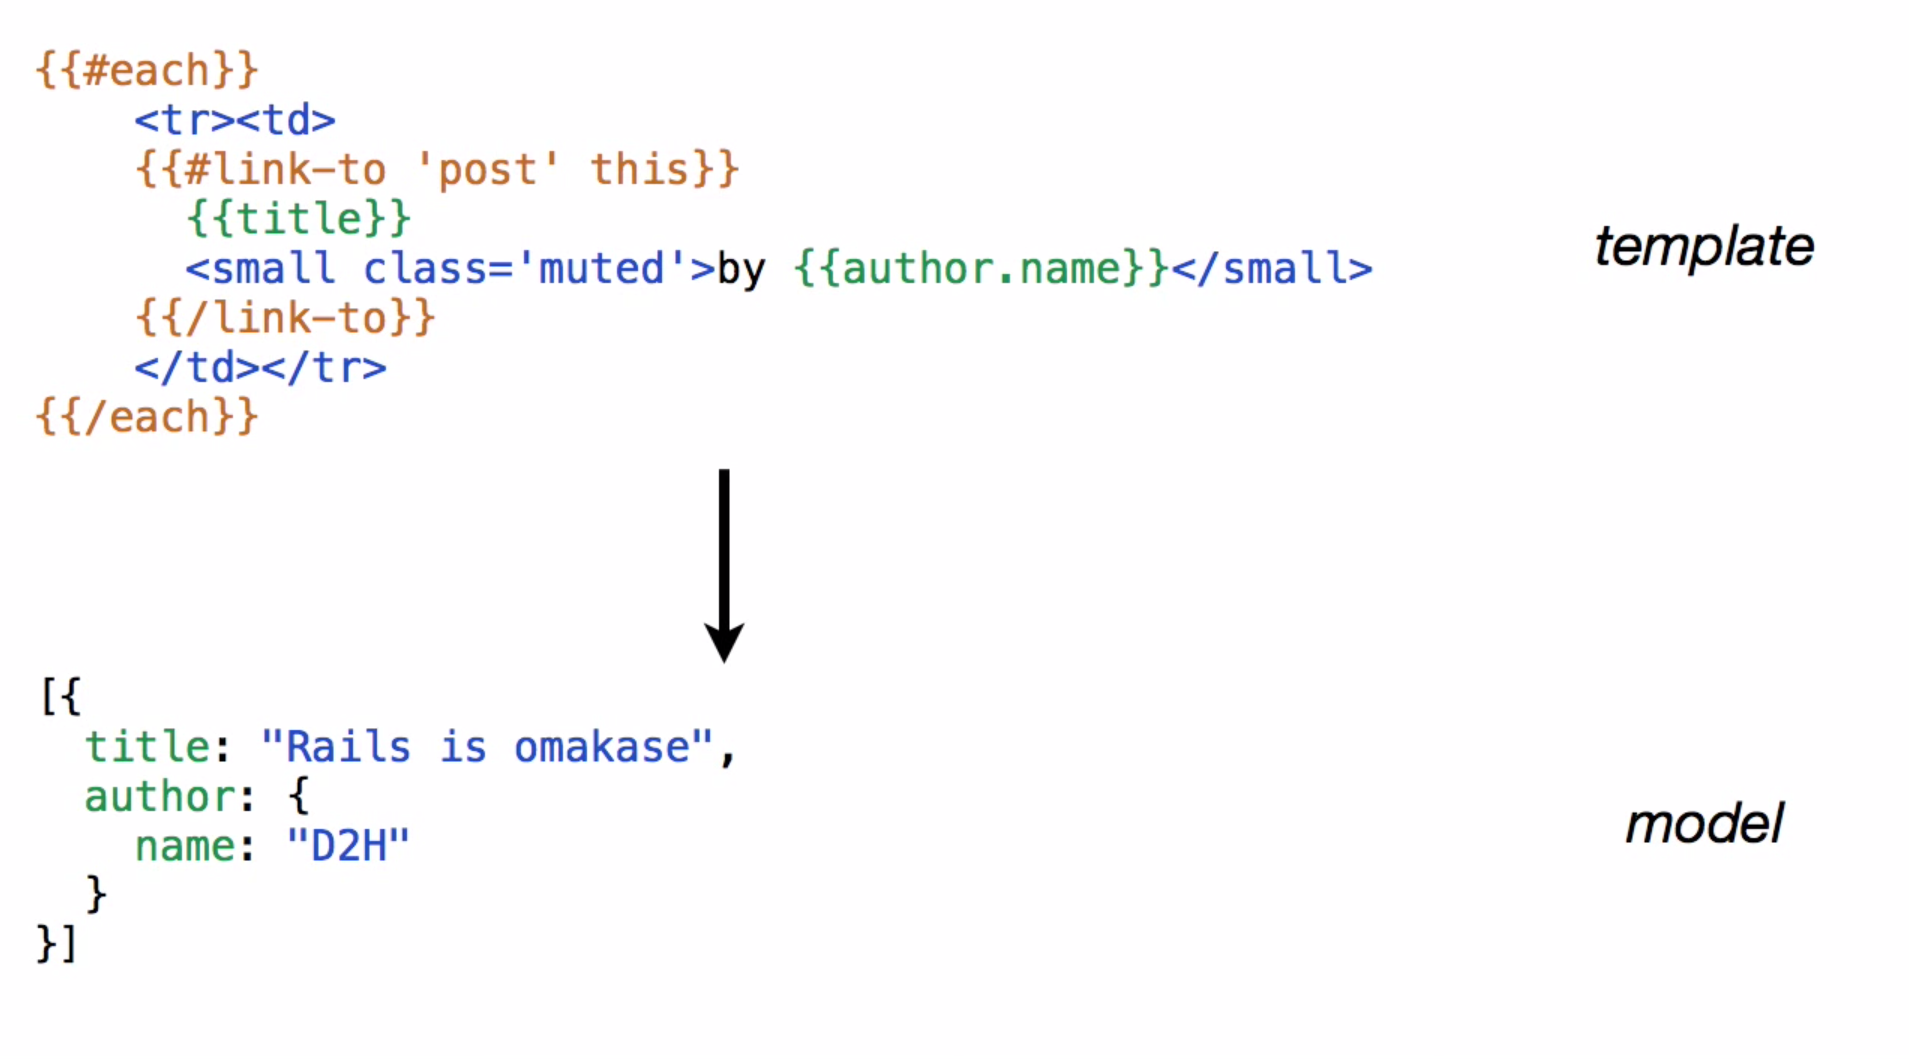 {{#each}}
<tr><td>
{{#link-to 'post' this}}
{{title}}
<small class='muted'>by {{author.name}}</small>
{{/link-to}}
</td></tr>
{{/each}}
template
[{
title: "Rails is omakase",
author: {
name: "D2H"
}
}]
model